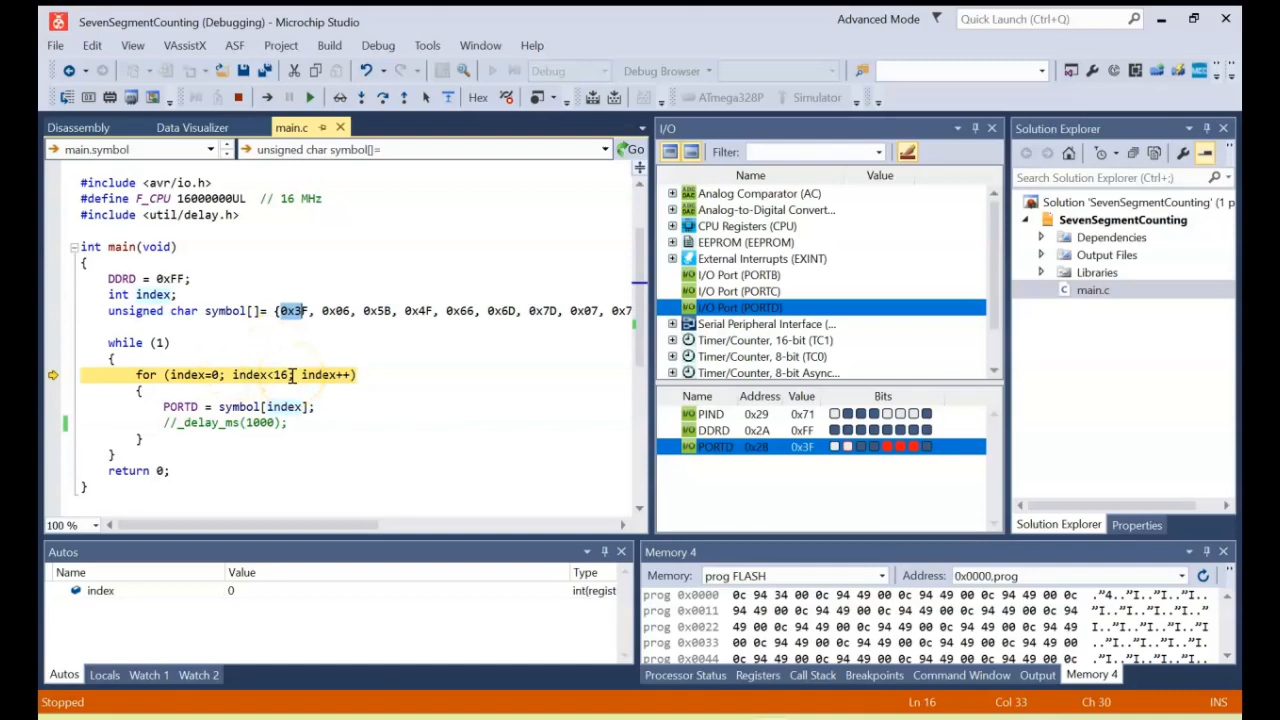 SevenSegmentCounting (Debugging) - Microchip Studio
Advanced Mode
Quick Launch (Ctrl+;)
File Edit View VAssistX ASF Project Build Debug Tools Window Help
Debug
Debug Browser
Hex
ATmega328P
Simulator
Disassembly Data Visualizer main.c
main.symbol
unsigned char symbol[]=
Go
#include <avr/io.h>
#define F_CPU 16000000UL // 16 MHz
#include <util/delay.h>
int main(void)
{
DDRD = 0xFF;
int index;
unsigned char symbol[]= {0x3F, 0x06, 0x5B, 0x4F, 0x66, 0x6D, 0x7D, 0x07, 0x7
while (1)
{
for (index=0; index<16; index++)
{
PORTD = symbol[index];
//_delay_ms(1000);
}
}
return 0;
}
100 %
I/O
Filter:
Name Value
Analog Comparator (AC)
Analog-to-Digital Convert...
CPU Registers (CPU)
EEPROM (EEPROM)
External Interrupts (EXINT)
I/O Port (PORTB)
I/O Port (PORTC)
I/O Port (PORTD)
Serial Peripheral Interface (...
Timer/Counter, 16-bit (TC1)
Timer/Counter, 8-bit (TC0)
Timer/Counter, 8-bit Async...
Name Address Value Bits
I/O PIND 0x29 0x71
I/O DDRD 0x2A 0xFF
I/O PORTD 0x2B 0x3F
Solution Explorer
Search Solution Explorer (Ctrl+;)
Solution 'SevenSegmentCounting' (1 p
SevenSegmentCounting
Dependencies
Output Files
Libraries
main.c
Solution Explorer Properties
Autos
Name Value Type
index 0 int(regist
Autos Locals Watch 1 Watch 2
Memory 4
Memory: prog FLASH Address: 0x0000,prog
prog 0x0000 0c 94 34 00 0c 94 49 00 0c 94 49 00 0c 94 49 00 0c .”4..”I..”I..”I..
prog 0x0011 94 49 00 0c 94 49 00 0c 94 49 00 0c 94 49 00 0c 94 ”I..”I..”I..”I..”
prog 0x0022 49 00 0c 94 49 00 0c 94 49 00 0c 94 49 00 0c 94 49 I..”I..”I..”I..”I
prog 0x0033 00 0c 94 49 00 0c 94 49 00 0c 94 49 00 0c 94 49 00 ..”I..”I..”I..”I.
prog 0x0044 0c 94 49 00 0c 94 49 00 0c 94 49 00 0c 94 49 00 0c .”I..”I..”I..”I..
Processor Status Registers Call Stack Breakpoints Command Window Output Memory 4
Stopped
Ln 16 Col 33 Ch 30 INS